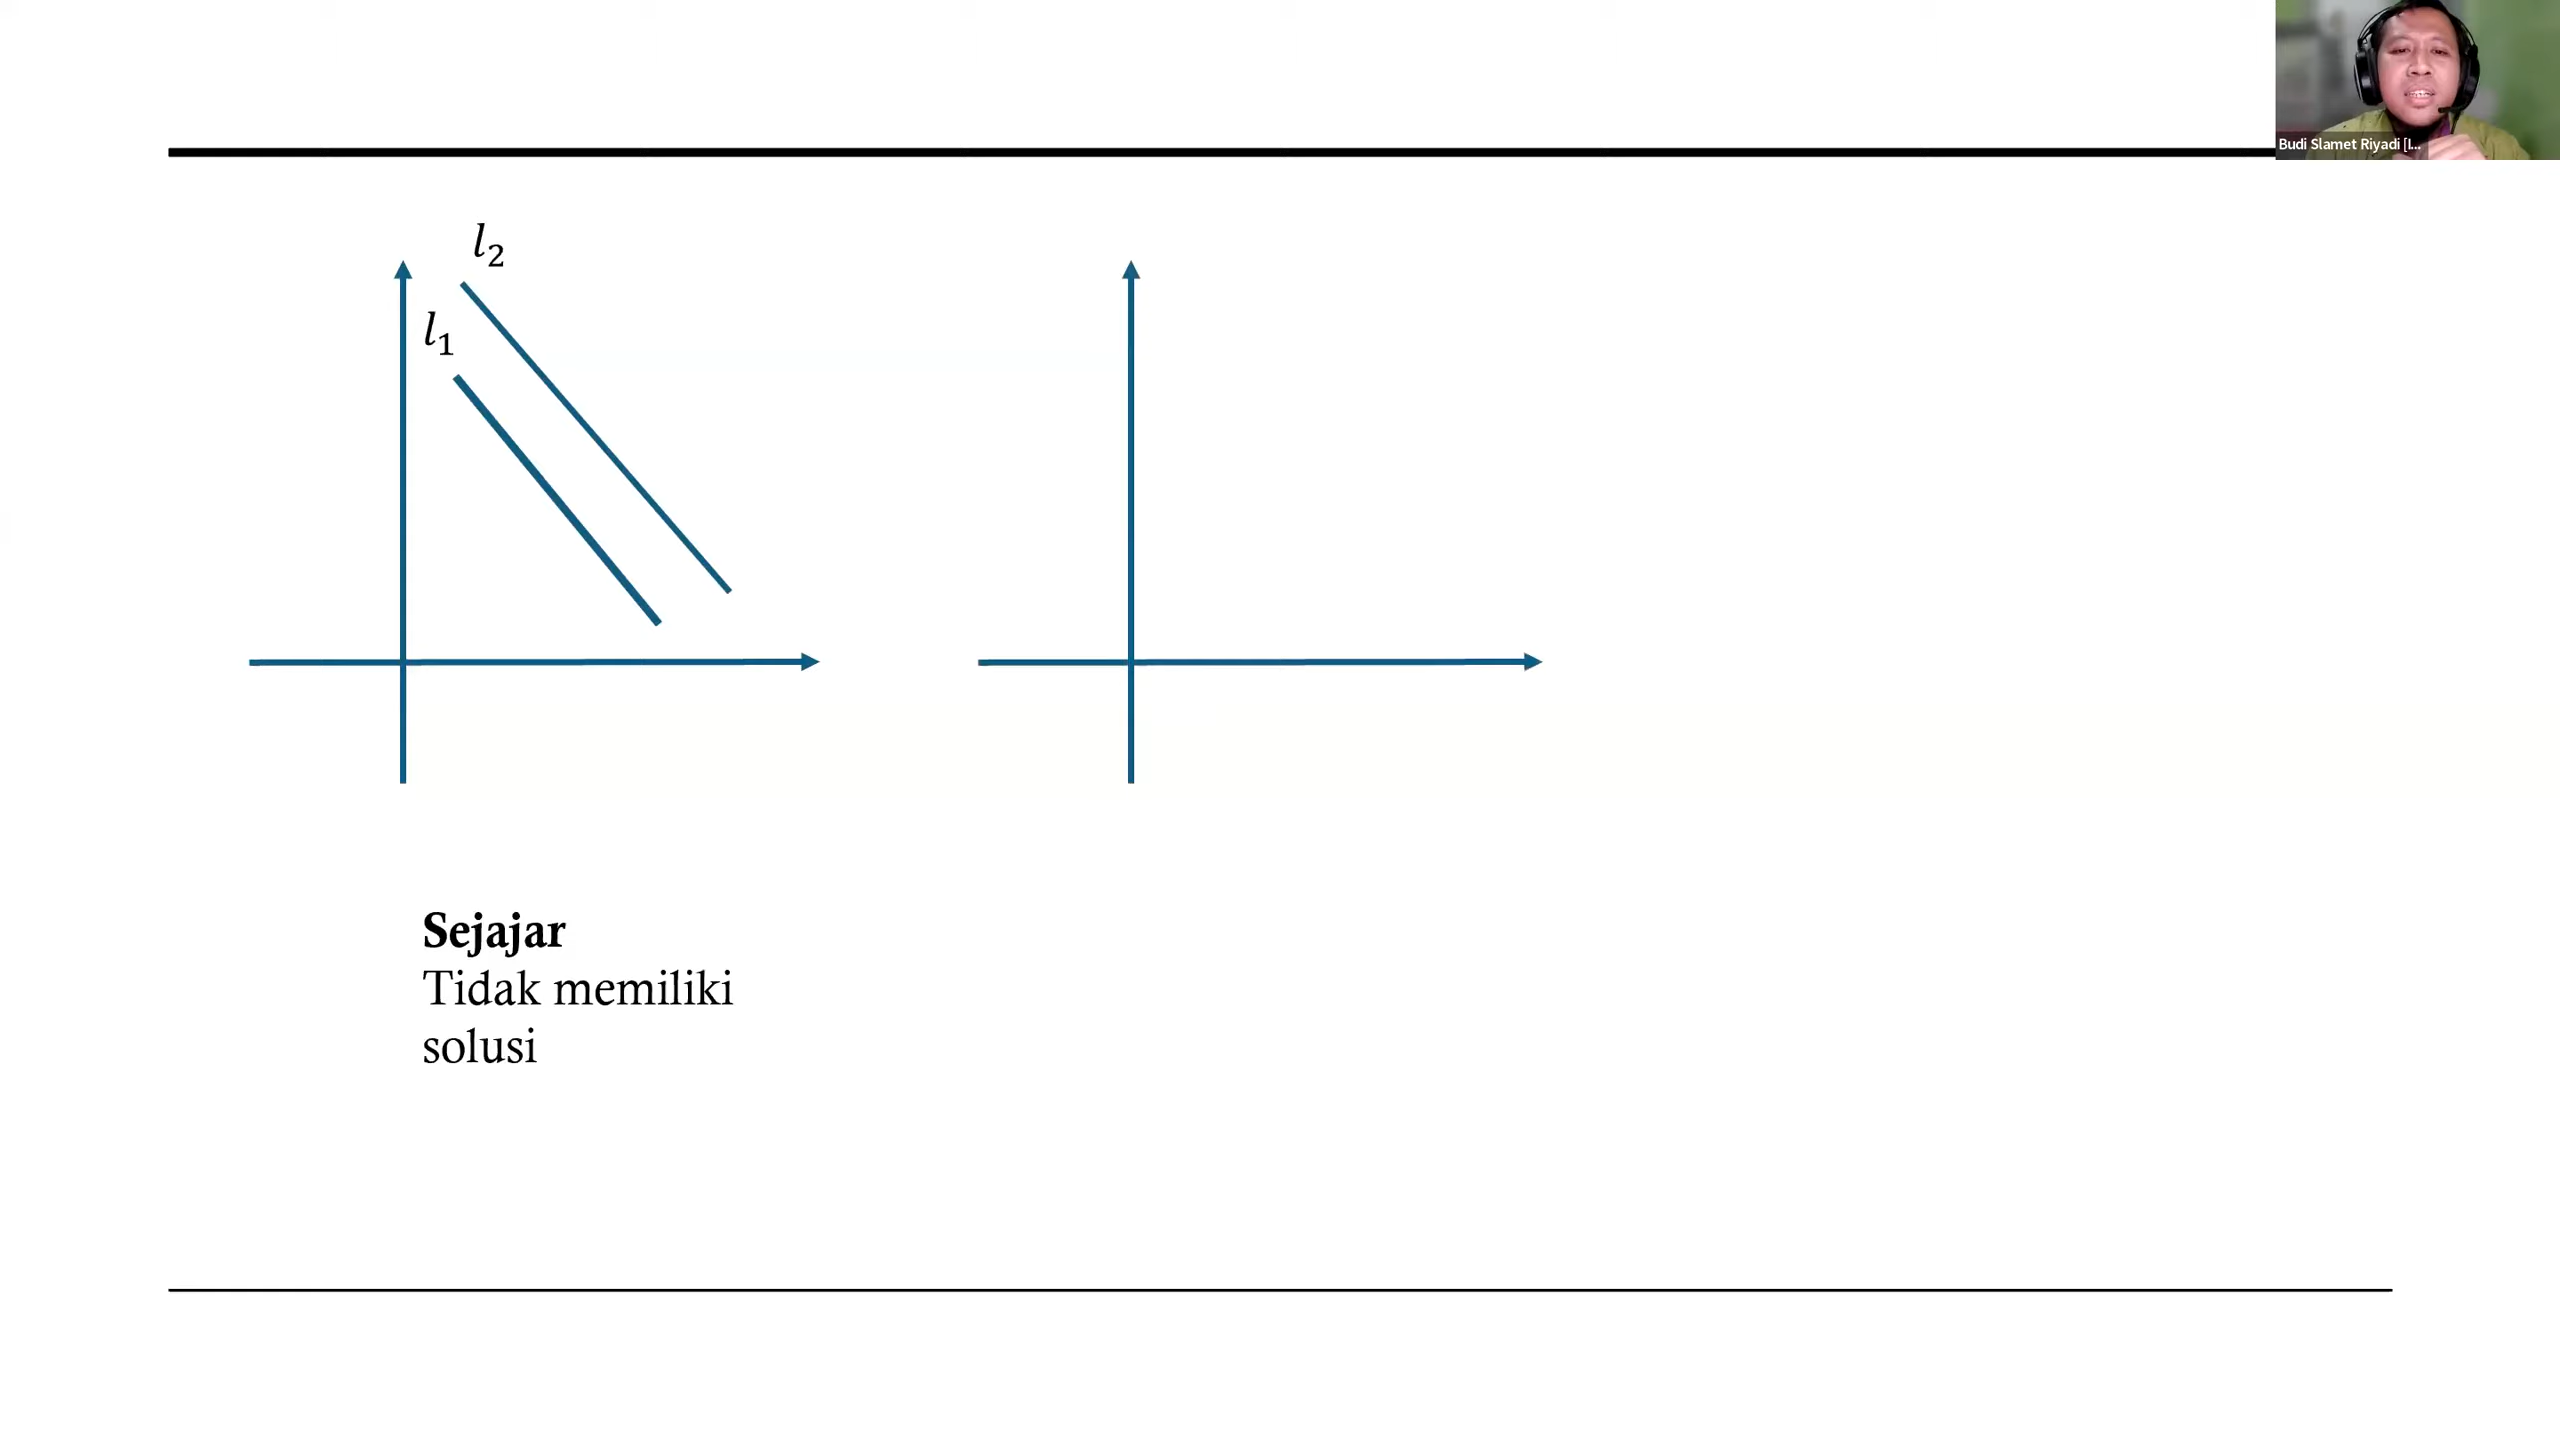 Budi Slamet Riyadi [I...
l₂
l₁
Sejajar
Tidak memiliki
solusi